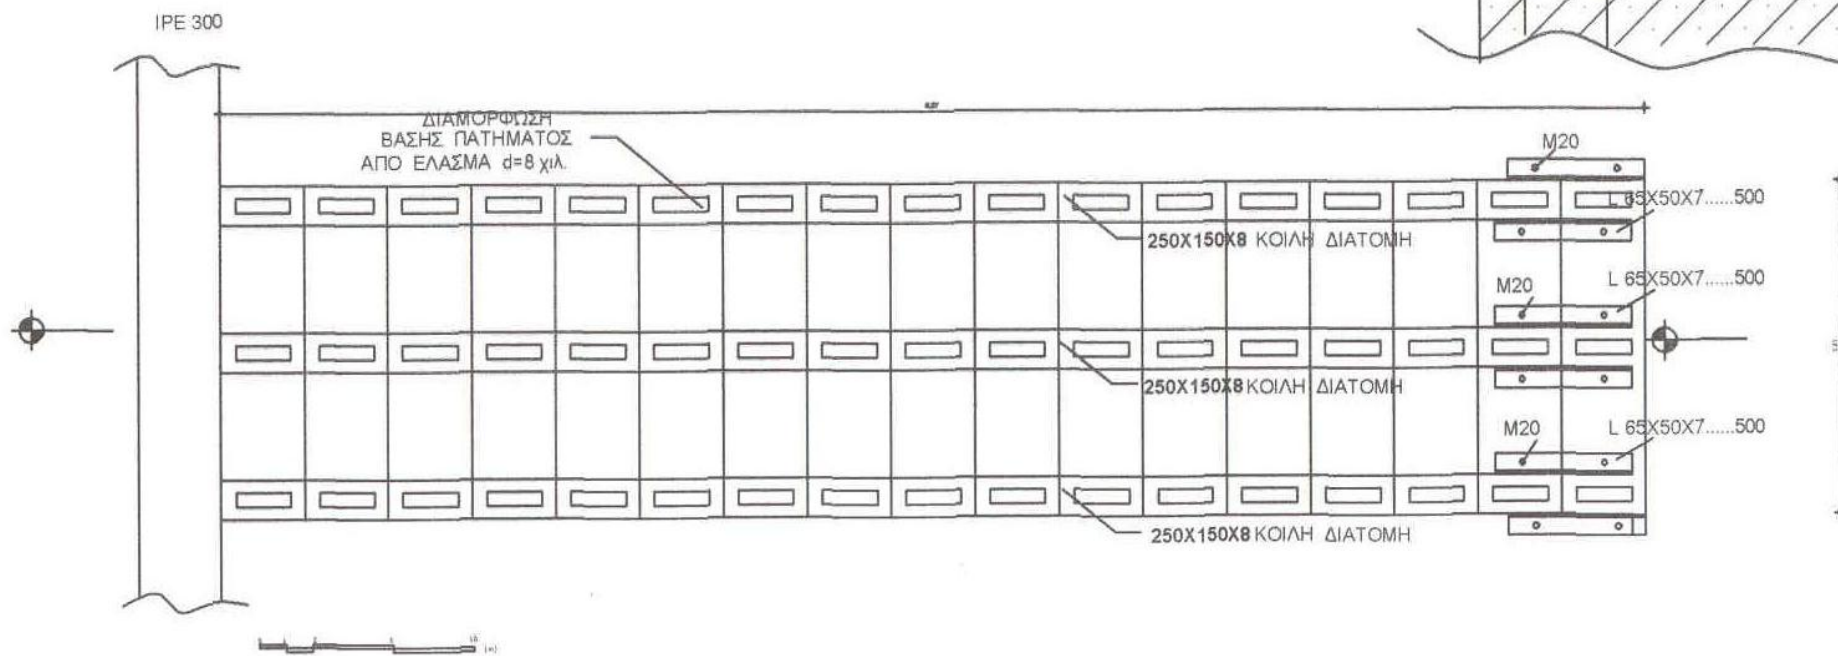 IPE 300
ΔΙΑΜΟΡΦΩΣΗ
ΒΑΣΗΣ ΠΑΤΗΜΑΤΟΣ
ΑΠΟ ΕΛΑΣΜΑ d=8 χιλ.
M20
L 65X50X7......500
250X150X8 ΚΟΙΛΗ ΔΙΑΤΟΜΗ
L 65X50X7......500
M20
250X150X8 ΚΟΙΛΗ ΔΙΑΤΟΜΗ
M20
L 65X50X7......500
250X150X8 ΚΟΙΛΗ ΔΙΑΤΟΜΗ